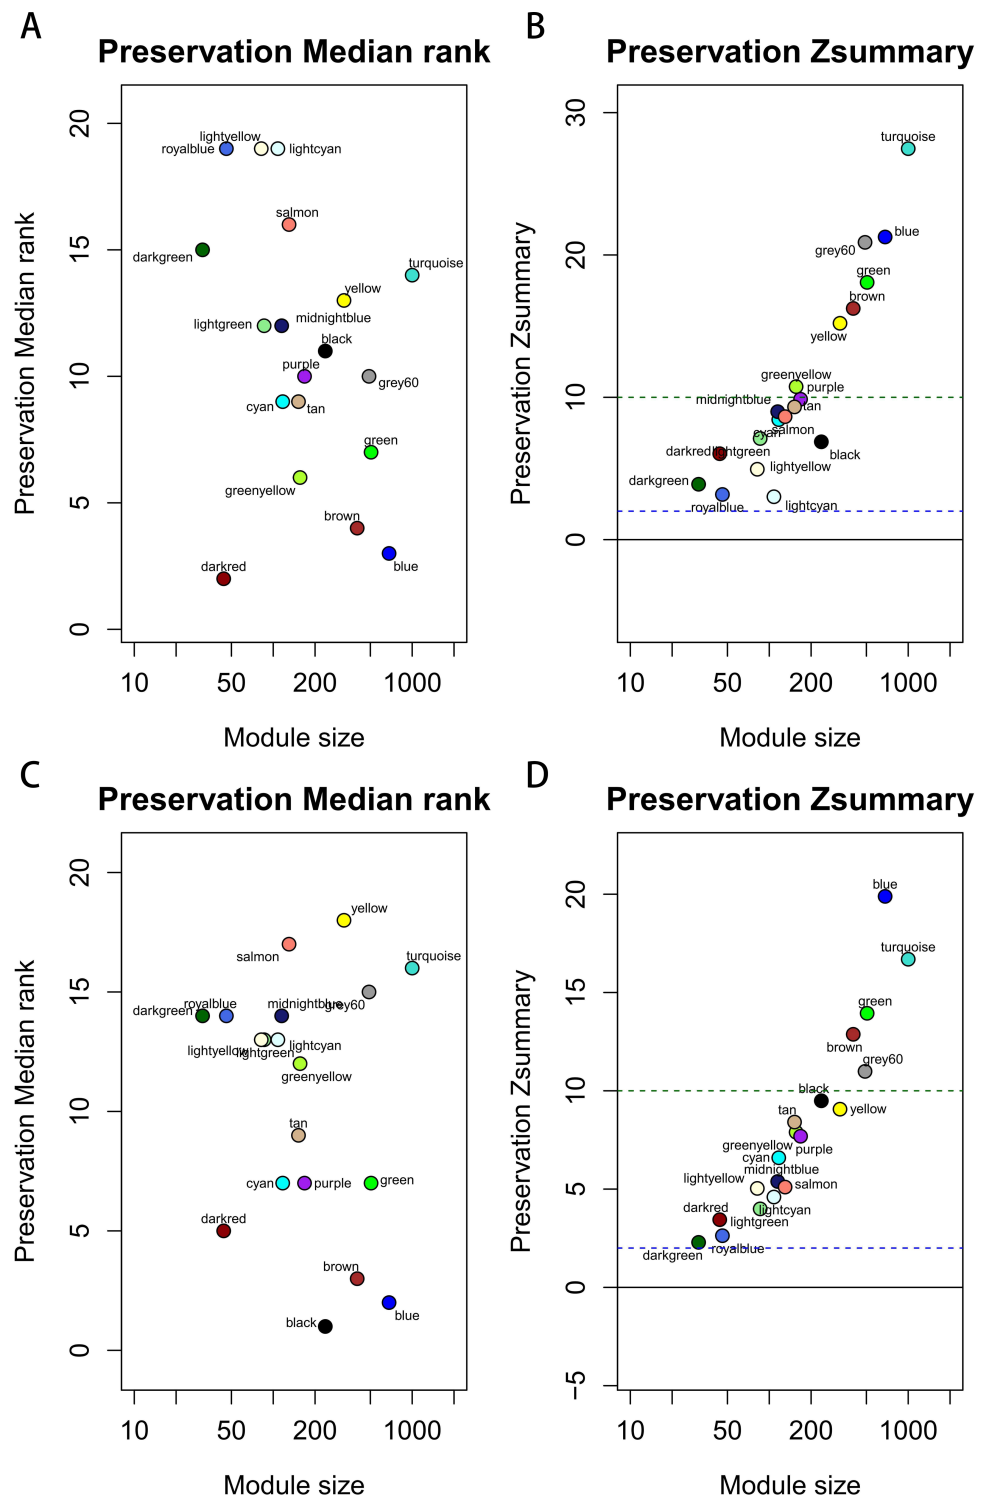 A
Preservation Median rank
Preservation Median rank
20
15
10
5
0
lightyellow
royalblue
lightcyan
salmon
darkgreen
turquoise
yellow
lightgreen
midnightblue
black
purple
grey60
cyan
tan
green
greenyellow
brown
blue
darkred
10
50
200
1000
Module size
B
Preservation Zsummary
Preservation Zsummary
30
20
10
0
turquoise
blue
grey60
green
brown
yellow
greenyellow
purple
midnightblue
tan
cyan
salmon
darkred
lightgreen
black
lightyellow
darkgreen
royalblue
lightcyan
10
50
200
1000
Module size
C
Preservation Median rank
Preservation Median rank
20
15
10
5
0
yellow
salmon
turquoise
darkgreen
royalblue
midnightblue
grey60
lightyellow
lightgreen
lightcyan
greenyellow
tan
cyan
purple
green
darkred
brown
blue
black
10
50
200
1000
Module size
D
Preservation Zsummary
Preservation Zsummary
20
15
10
5
0
−5
blue
turquoise
green
brown
grey60
black
yellow
tan
greenyellow
purple
cyan
midnightblue
lightyellow
salmon
darkred
lightcyan
lightgreen
darkgreen
royalblue
10
50
200
1000
Module size